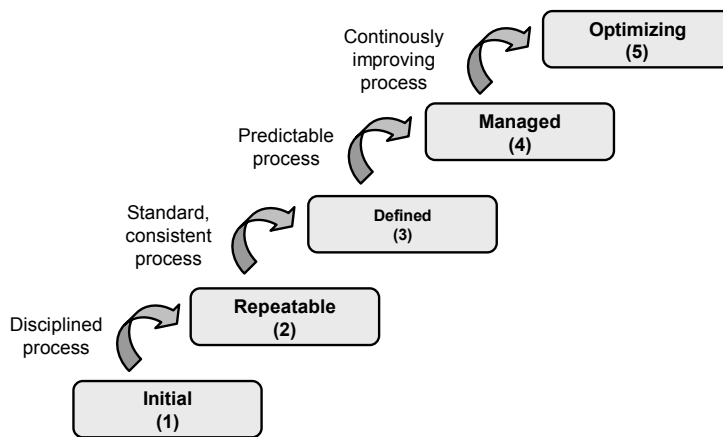 Continously
improving
process
Optimizing
(5)
Predictable
process
Managed
(4)
Standard,
consistent
process
Defined
(3)
Disciplined
process
Repeatable
(2)
Initial
(1)